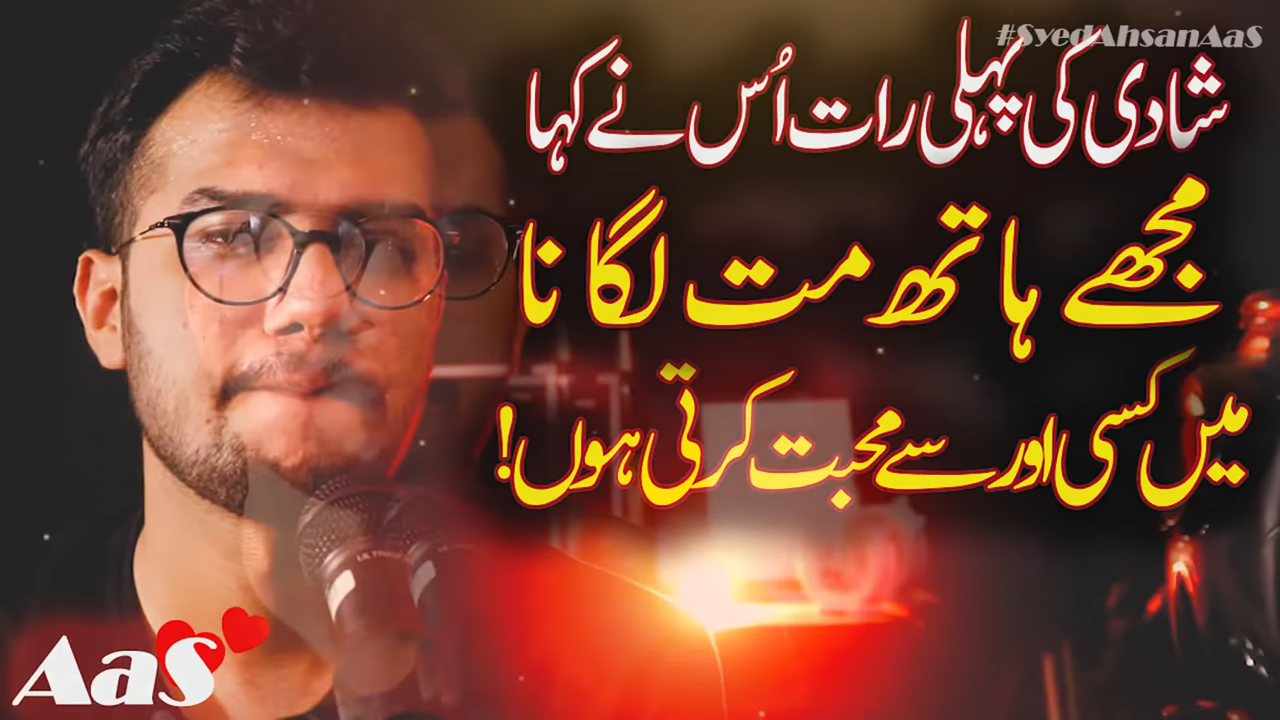 #SyedAhsanAaS
شادی کی پہلی رات اُس نے کہا
مجھے ہاتھ مت لگانا
میں کسی اور سے محبت کرتی ہوں!
AaS